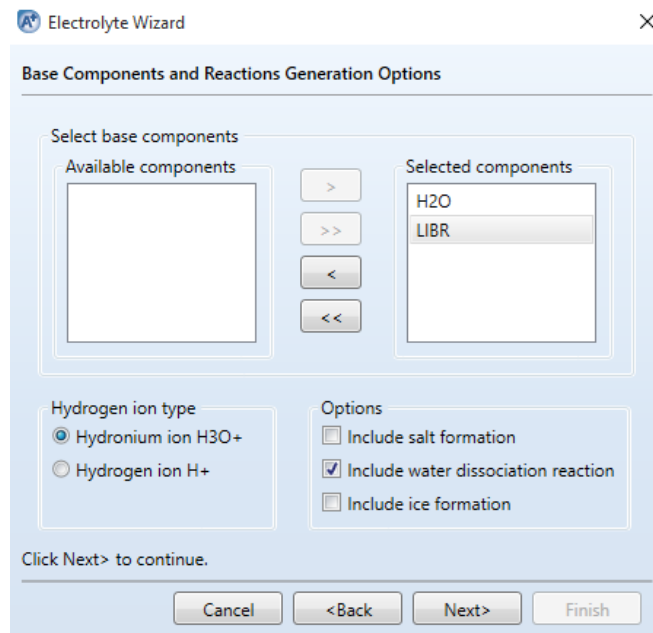 Electrolyte Wizard
Base Components and Reactions Generation Options
Select base components
Available components
Selected components
>
>>
<
<<
H2O
LIBR
Hydrogen ion type
Hydronium ion H3O+
Hydrogen ion H+
Options
Include salt formation
Include water dissociation reaction
Include ice formation
Click Next> to continue.
Cancel
<Back
Next>
Finish